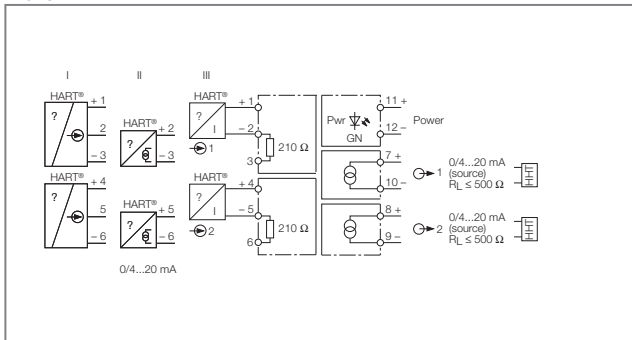 I II III
HART® HART® HART®
? + 1
2
- 3
HART®
? + 2
- 3
? I + 1
- 2
3
1
210 Ω
Pwr
GN
11 +
12 -
Power
7 +
10 -
1 0/4...20 mA
(source)
RL ≤ 500 Ω
HHT
HART®
? + 4
5
- 6
HART®
? + 5
- 6
0/4...20 mA
HART®
? I + 4
- 5
6
2
210 Ω
8 +
9 -
2 0/4...20 mA
(source)
RL ≤ 500 Ω
HHT